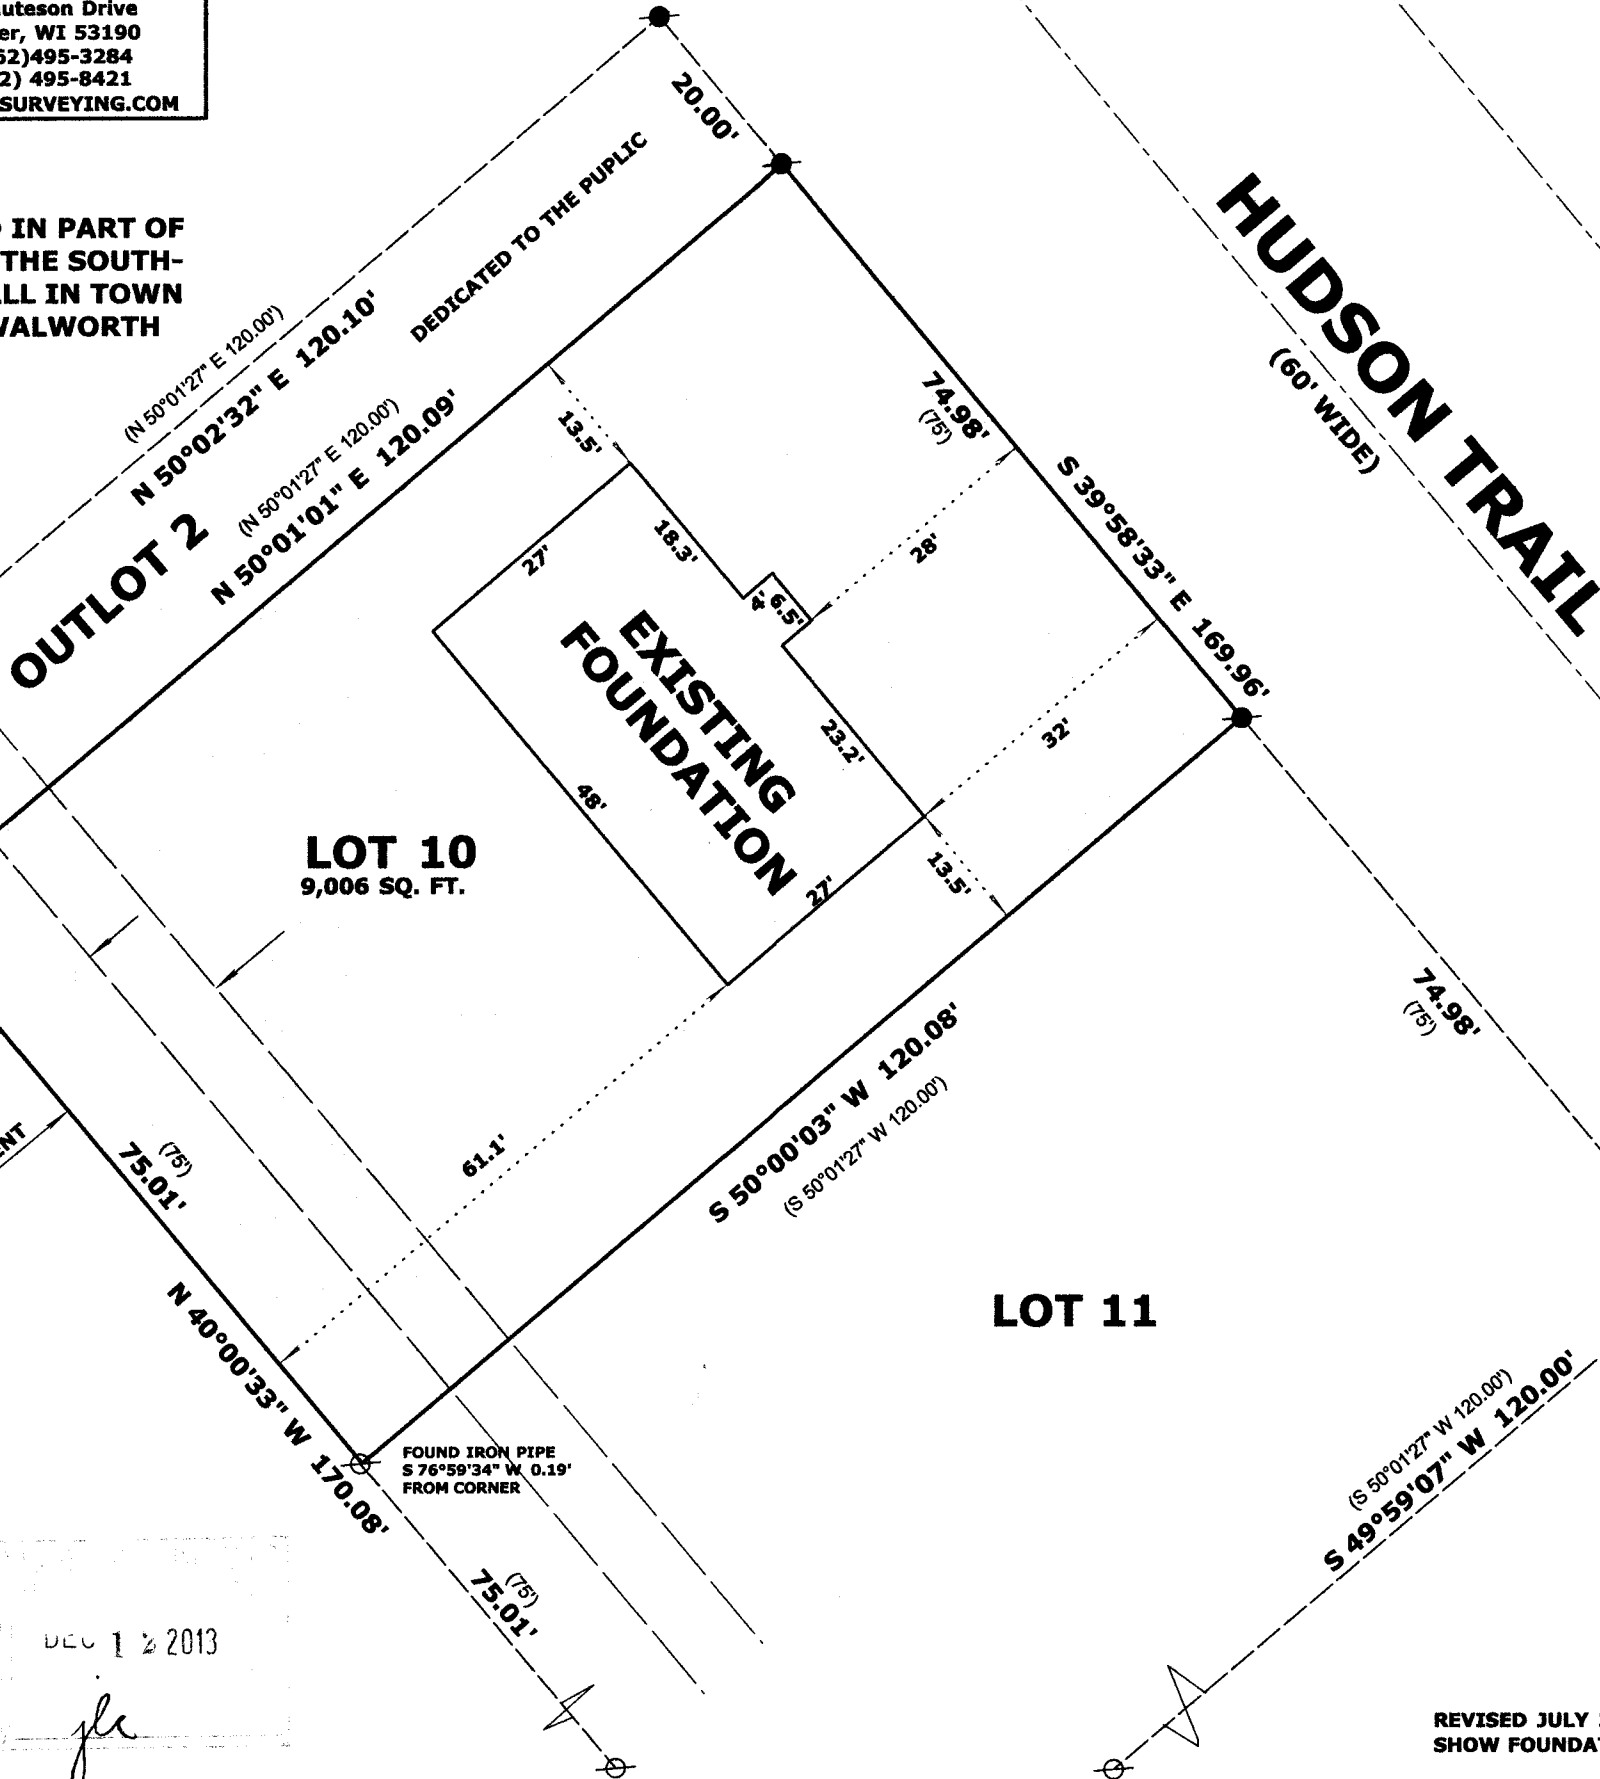 uteson Drive
er, WI 53190
62)495-3284
2) 495-8421
SURVEYING.COM
IN PART OF
THE SOUTH-
LL IN TOWN
WALWORTH
20.00'
DEDICATED TO THE PUPLIC
HUDSON TRAIL
(60' WIDE)
(N 50°01'27" E 120.00')
N 50°02'32" E 120.10'
(N 50°01'27" E 120.00')
N 50°01'01" E 120.09'
OUTLOT 2
74.98'
(75')
S 39°58'33" E 169.96'
13.5'
18.3'
27'
4'
6.5'
28'
EXISTING
FOUNDATION
23.2'
32'
48'
27'
13.5'
LOT 10
9,006 SQ. FT.
74.98'
(75')
S 50°00'03" W 120.08'
(S 50°01'27" W 120.00')
ENT
(75')
75.01'
61.1'
N 40°00'33" W 170.08'
LOT 11
FOUND IRON PIPE
S 76°59'34" W 0.19'
FROM CORNER
(S 50°01'27" W 120.00')
S 49°59'07" W 120.00'
(75')
75.01'
DEC 1 2013
jlc
REVISED JULY
SHOW FOUNDAT